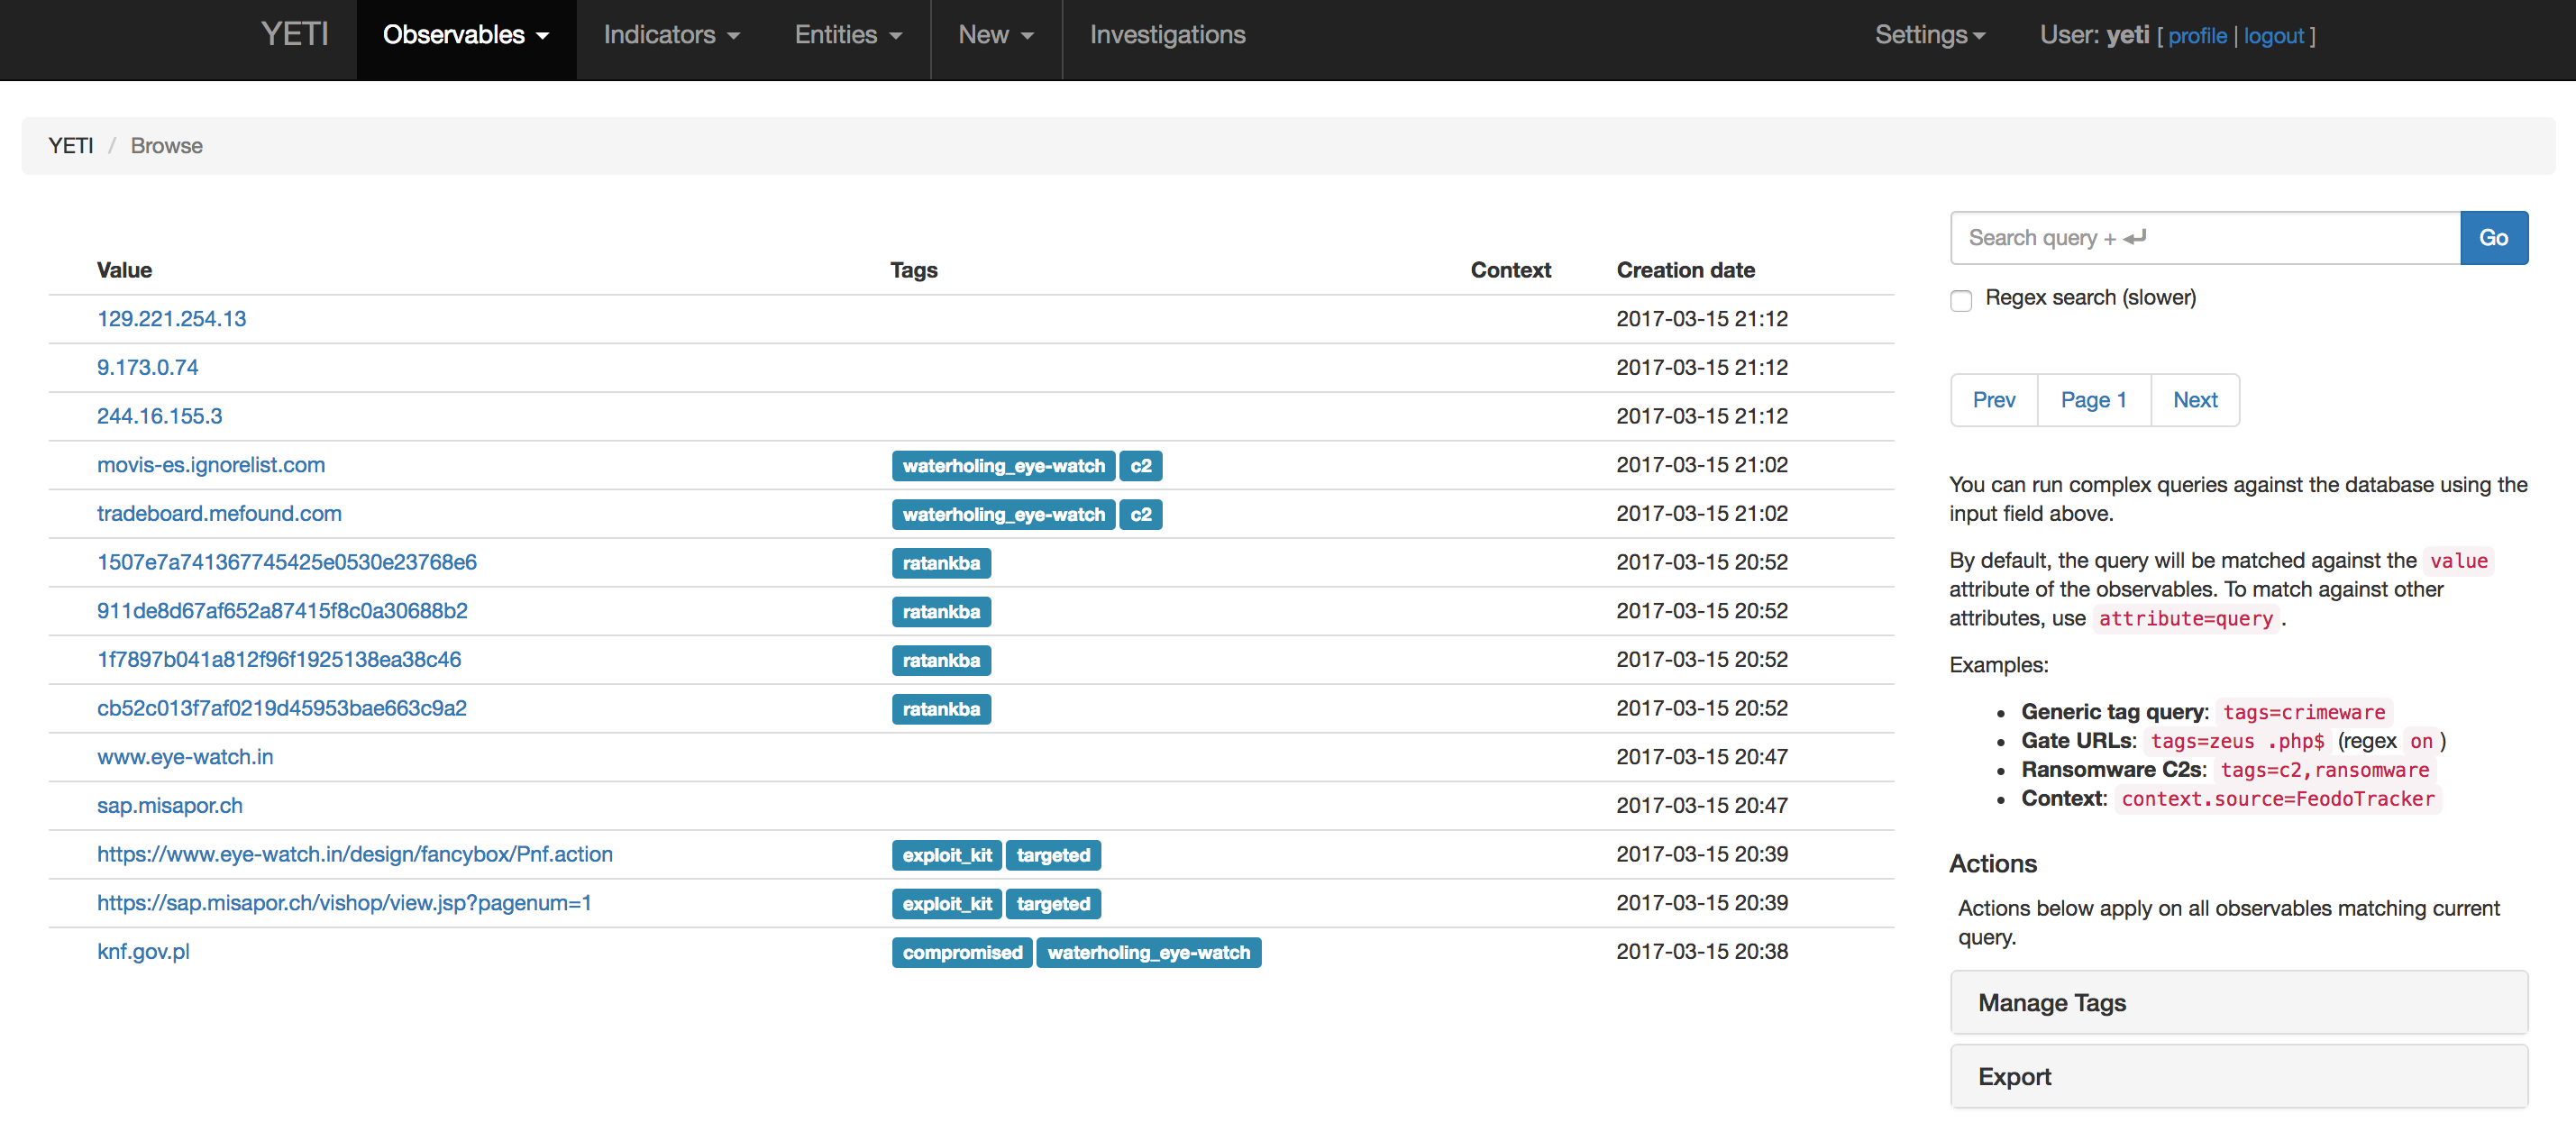 YETI Observables Indicators Entities New Investigations Settings User: yeti [ profile | logout ]
YETI / Browse
Value Tags Context Creation date
129.221.254.13 2017-03-15 21:12
9.173.0.74 2017-03-15 21:12
244.16.155.3 2017-03-15 21:12
movis-es.ignorelist.com waterholing_eye-watch c2 2017-03-15 21:02
tradeboard.mefound.com waterholing_eye-watch c2 2017-03-15 21:02
1507e7a741367745425e0530e23768e6 ratankba 2017-03-15 20:52
911de8d67af652a87415f8c0a30688b2 ratankba 2017-03-15 20:52
1f7897b041a812f96f1925138ea38c46 ratankba 2017-03-15 20:52
cb52c013f7af0219d45953bae663c9a2 ratankba 2017-03-15 20:52
www.eye-watch.in 2017-03-15 20:47
sap.misapor.ch 2017-03-15 20:47
https://www.eye-watch.in/design/fancybox/Pnf.action exploit_kit targeted 2017-03-15 20:39
https://sap.misapor.ch/vishop/view.jsp?pagenum=1 exploit_kit targeted 2017-03-15 20:39
knf.gov.pl compromised waterholing_eye-watch 2017-03-15 20:38
Search query + ↵ Go
Regex search (slower)
Prev Page 1 Next
You can run complex queries against the database using the
input field above.
By default, the query will be matched against the value
attribute of the observables. To match against other
attributes, use attribute=query .
Examples:
• Generic tag query: tags=crimeware
• Gate URLs: tags=zeus .php$ (regex on )
• Ransomware C2s: tags=c2,ransomware
• Context: context.source=FeodoTracker
Actions
Actions below apply on all observables matching current
query.
Manage Tags
Export